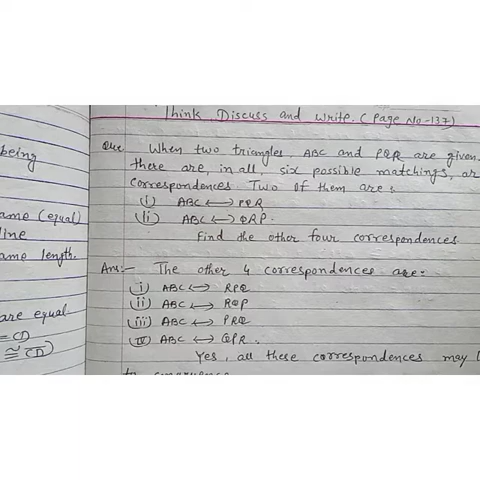 Think, Discuss and Write. (Page No-137)
Que When two triangles ABC and PQR are given.
there are, in all, six possible matchings, or
correspondences. Two of them are:
(i) ABC ⟷ PQR
(ii) ABC ⟷ QRP.
Find the other four correspondences
Ans:- The other 4 correspondences are:
(i) ABC ⟷ RPQ
(ii) ABC ⟷ RQP
(iii) ABC ⟷ PRQ
(iv) ABC ⟷ QPR.
Yes, all these correspondences may
being
ame (equal)
line
ame length.
are equal